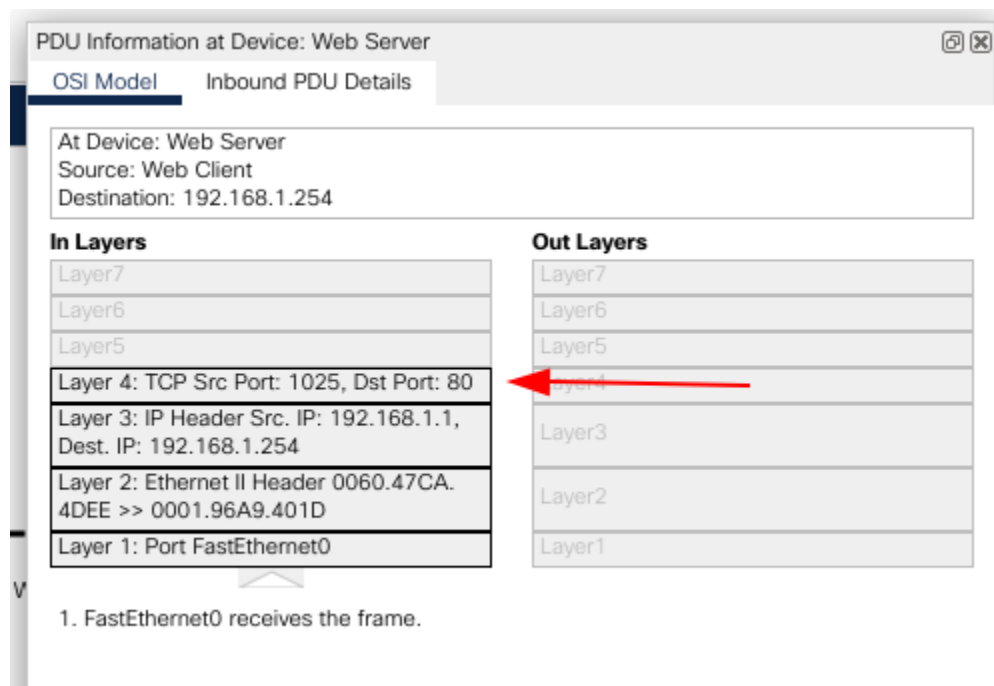 PDU Information at Device: Web Server
OSI Model
Inbound PDU Details
At Device: Web Server
Source: Web Client
Destination: 192.168.1.254
In Layers
Layer7
Layer6
Layer5
Layer 4: TCP Src Port: 1025, Dst Port: 80
Layer 3: IP Header Src. IP: 192.168.1.1,
Dest. IP: 192.168.1.254
Layer 2: Ethernet II Header 0060.47CA.
4DEE >> 0001.96A9.401D
Layer 1: Port FastEthernet0
Out Layers
Layer7
Layer6
Layer5
Layer4
Layer3
Layer2
Layer1
1. FastEthernet0 receives the frame.